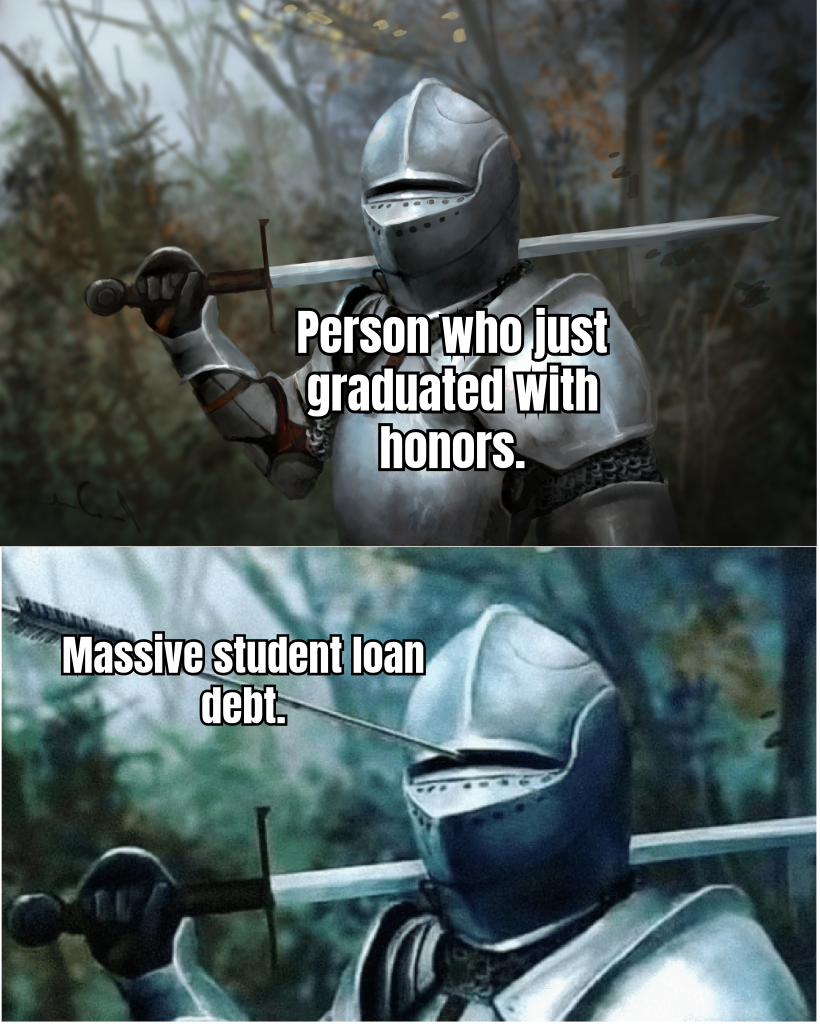 Person who just
graduated with
honors.
Massive student loan
debt.